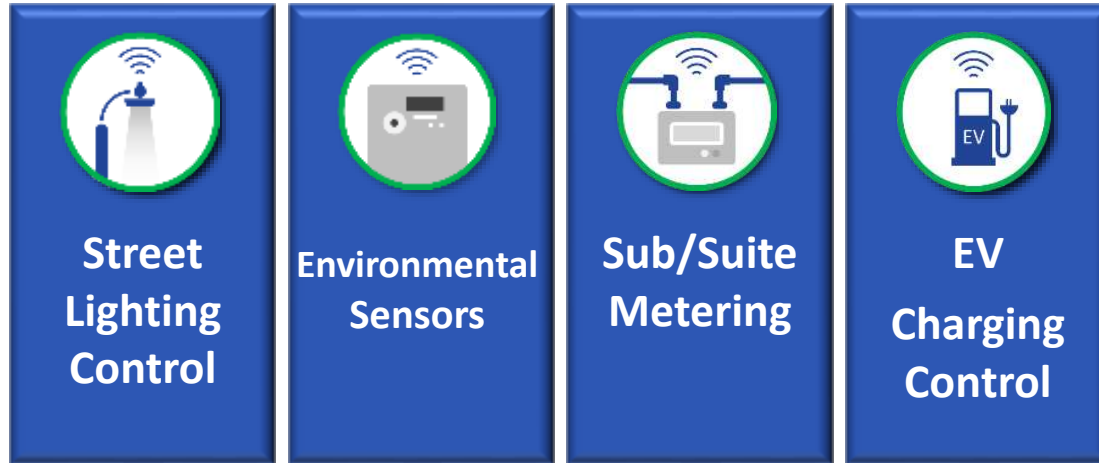 Street
Lighting
Control
Environmental
Sensors
Sub/Suite
Metering
EV
EV
Charging
Control